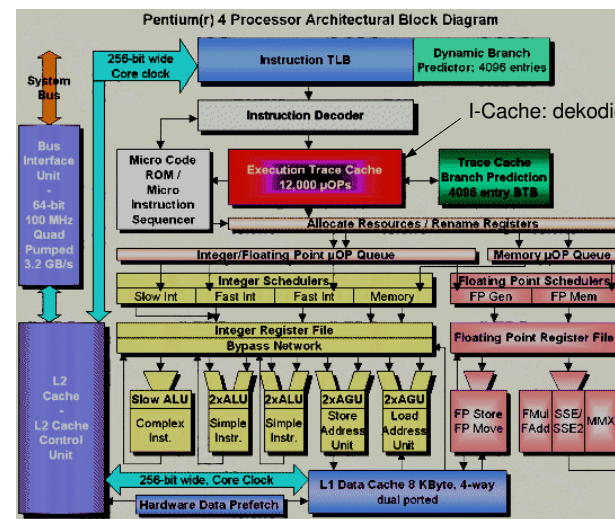 Pentium(r) 4 Processor Architectural Block Diagram
256-bit wide
Core clock
Instruction TLB
Dynamic Branch
Predictor: 4096 entries
System
Bus
Instruction Decoder
I-Cache: dekodi
Bus
Interface
Unit
-
64-bit
100 MHz
Quad
Pumped
3.2 GB/s
Micro Code
ROM /
Micro
Instruction
Sequencer
Execution Trace Cache
12,000 µOPs
Trace Cache
Branch Prediction
4096 entry BTB
Allocate Resources / Rename Registers
Integer/Floating Point µOP Queue
Memory µOP Queue
Integer Schedulers
Floating Point Schedulers
Slow Int
Fast Int
Fast Int
Memory
FP Gen
FP Mem
Integer Register File
Bypass Network
Floating Point Register File
L2
Cache
-
L2 Cache
Control
Unit
Slow ALU
Complex
Inst.
2xALU
Simple
Instr.
2xALU
Simple
Instr.
2xAGU
Store
Address
Unit
2xAGU
Load
Address
Unit
FP Store
FP Move
FMul
FAdd
SSE/
SSE2
MMX
256-bit wide, Core Clock
L1 Data Cache 8 KByte, 4-way
dual ported
Hardware Data Prefetch